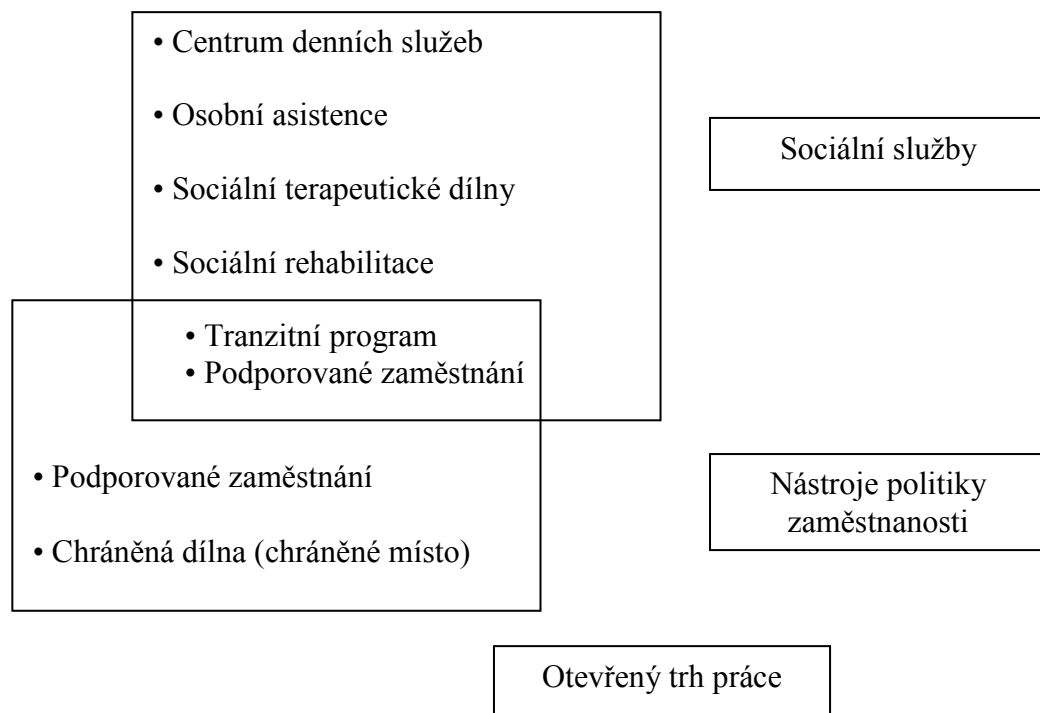 • Centrum denních služeb
• Osobní asistence
Sociální služby
• Sociální terapeutické dílny
• Sociální rehabilitace
• Tranzitní program
• Podporované zaměstnání
• Podporované zaměstnání
Nástroje politiky
zaměstnanosti
• Chráněná dílna (chráněné místo)
Otevřený trh práce